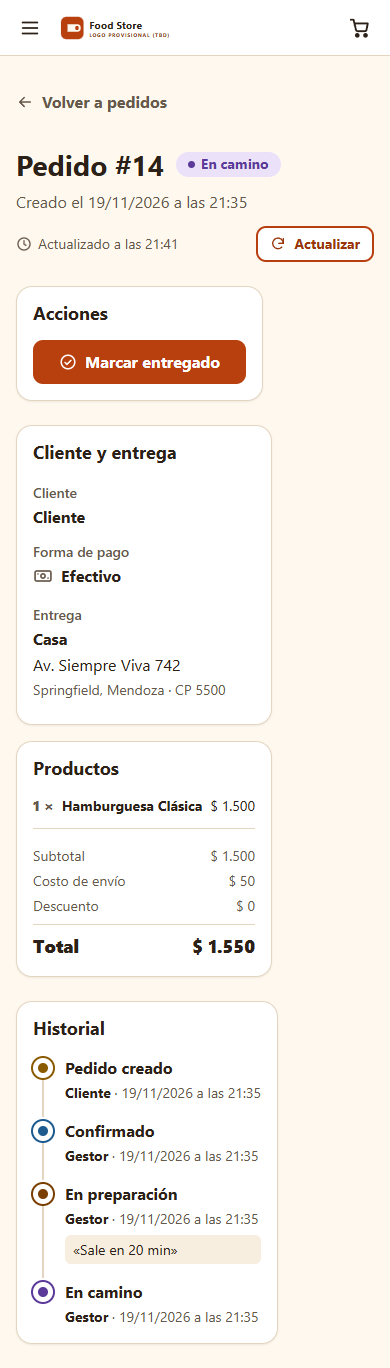 Food Store
LOGO PROVISIONAL (TBD)
Volver a pedidos
Pedido #14
En camino
Creado el 19/11/2026 a las 21:35
Actualizado a las 21:41
Actualizar
Acciones
Marcar entregado
Cliente y entrega
Cliente
Cliente
Forma de pago
Efectivo
Entrega
Casa
Av. Siempre Viva 742
Springfield, Mendoza · CP 5500
Productos
1 × Hamburguesa Clásica $ 1.500
Subtotal $ 1.500
Costo de envío $ 50
Descuento $ 0
Total $ 1.550
Historial
Pedido creado
Cliente · 19/11/2026 a las 21:35
Confirmado
Gestor · 19/11/2026 a las 21:35
En preparación
Gestor · 19/11/2026 a las 21:35
«Sale en 20 min»
En camino
Gestor · 19/11/2026 a las 21:35